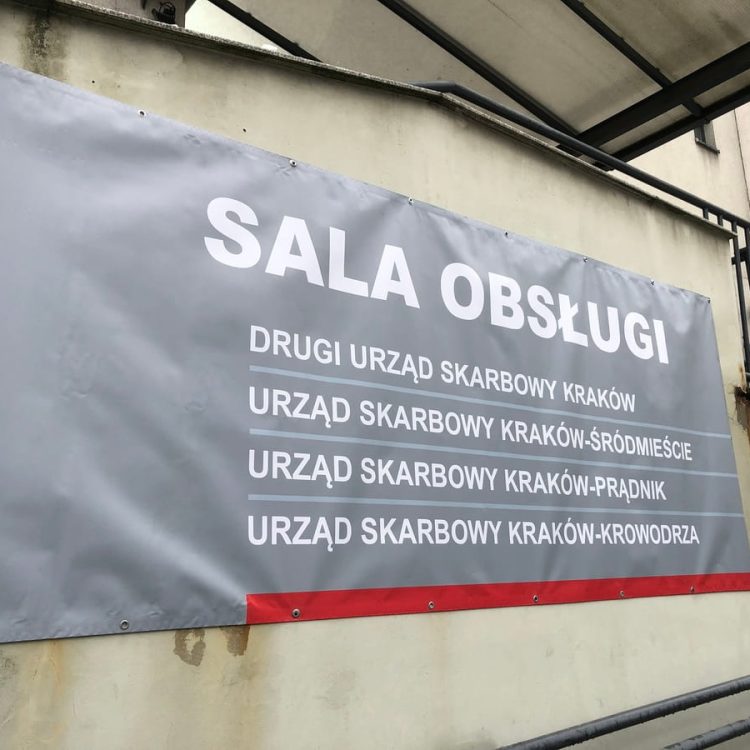 SALA OBSŁUGI
DRUGI URZĄD SKARBOWY KRAKÓW
URZĄD SKARBOWY KRAKÓW-ŚRÓDMIEŚCIE
URZĄD SKARBOWY KRAKÓW-PRĄDNIK
URZĄD SKARBOWY KRAKÓW-KROWODRZA